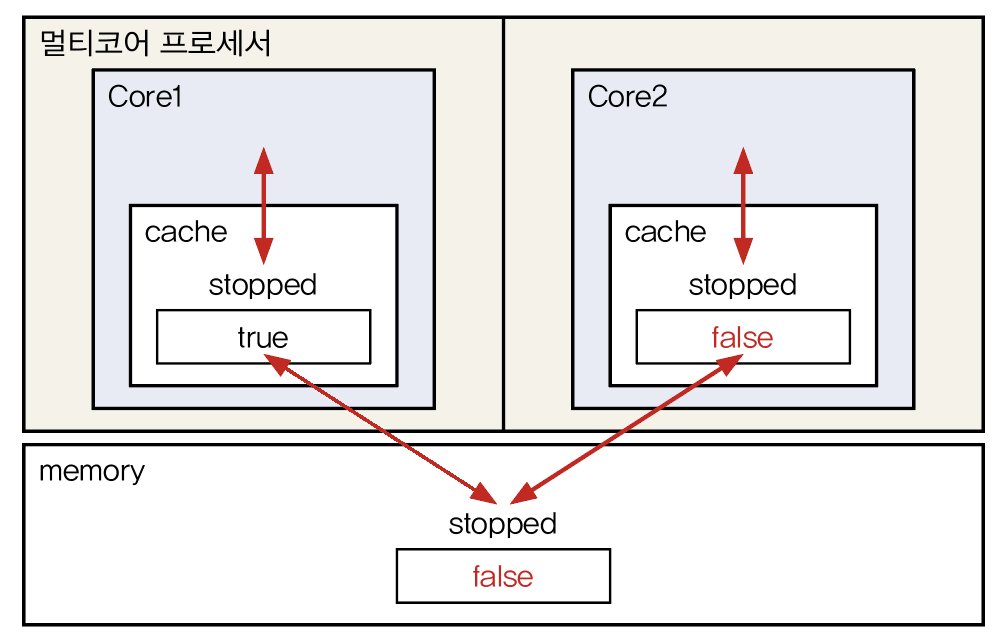 멀티코어 프로세서
Core1
cache
stopped
true
Core2
cache
stopped
false
memory
stopped
false